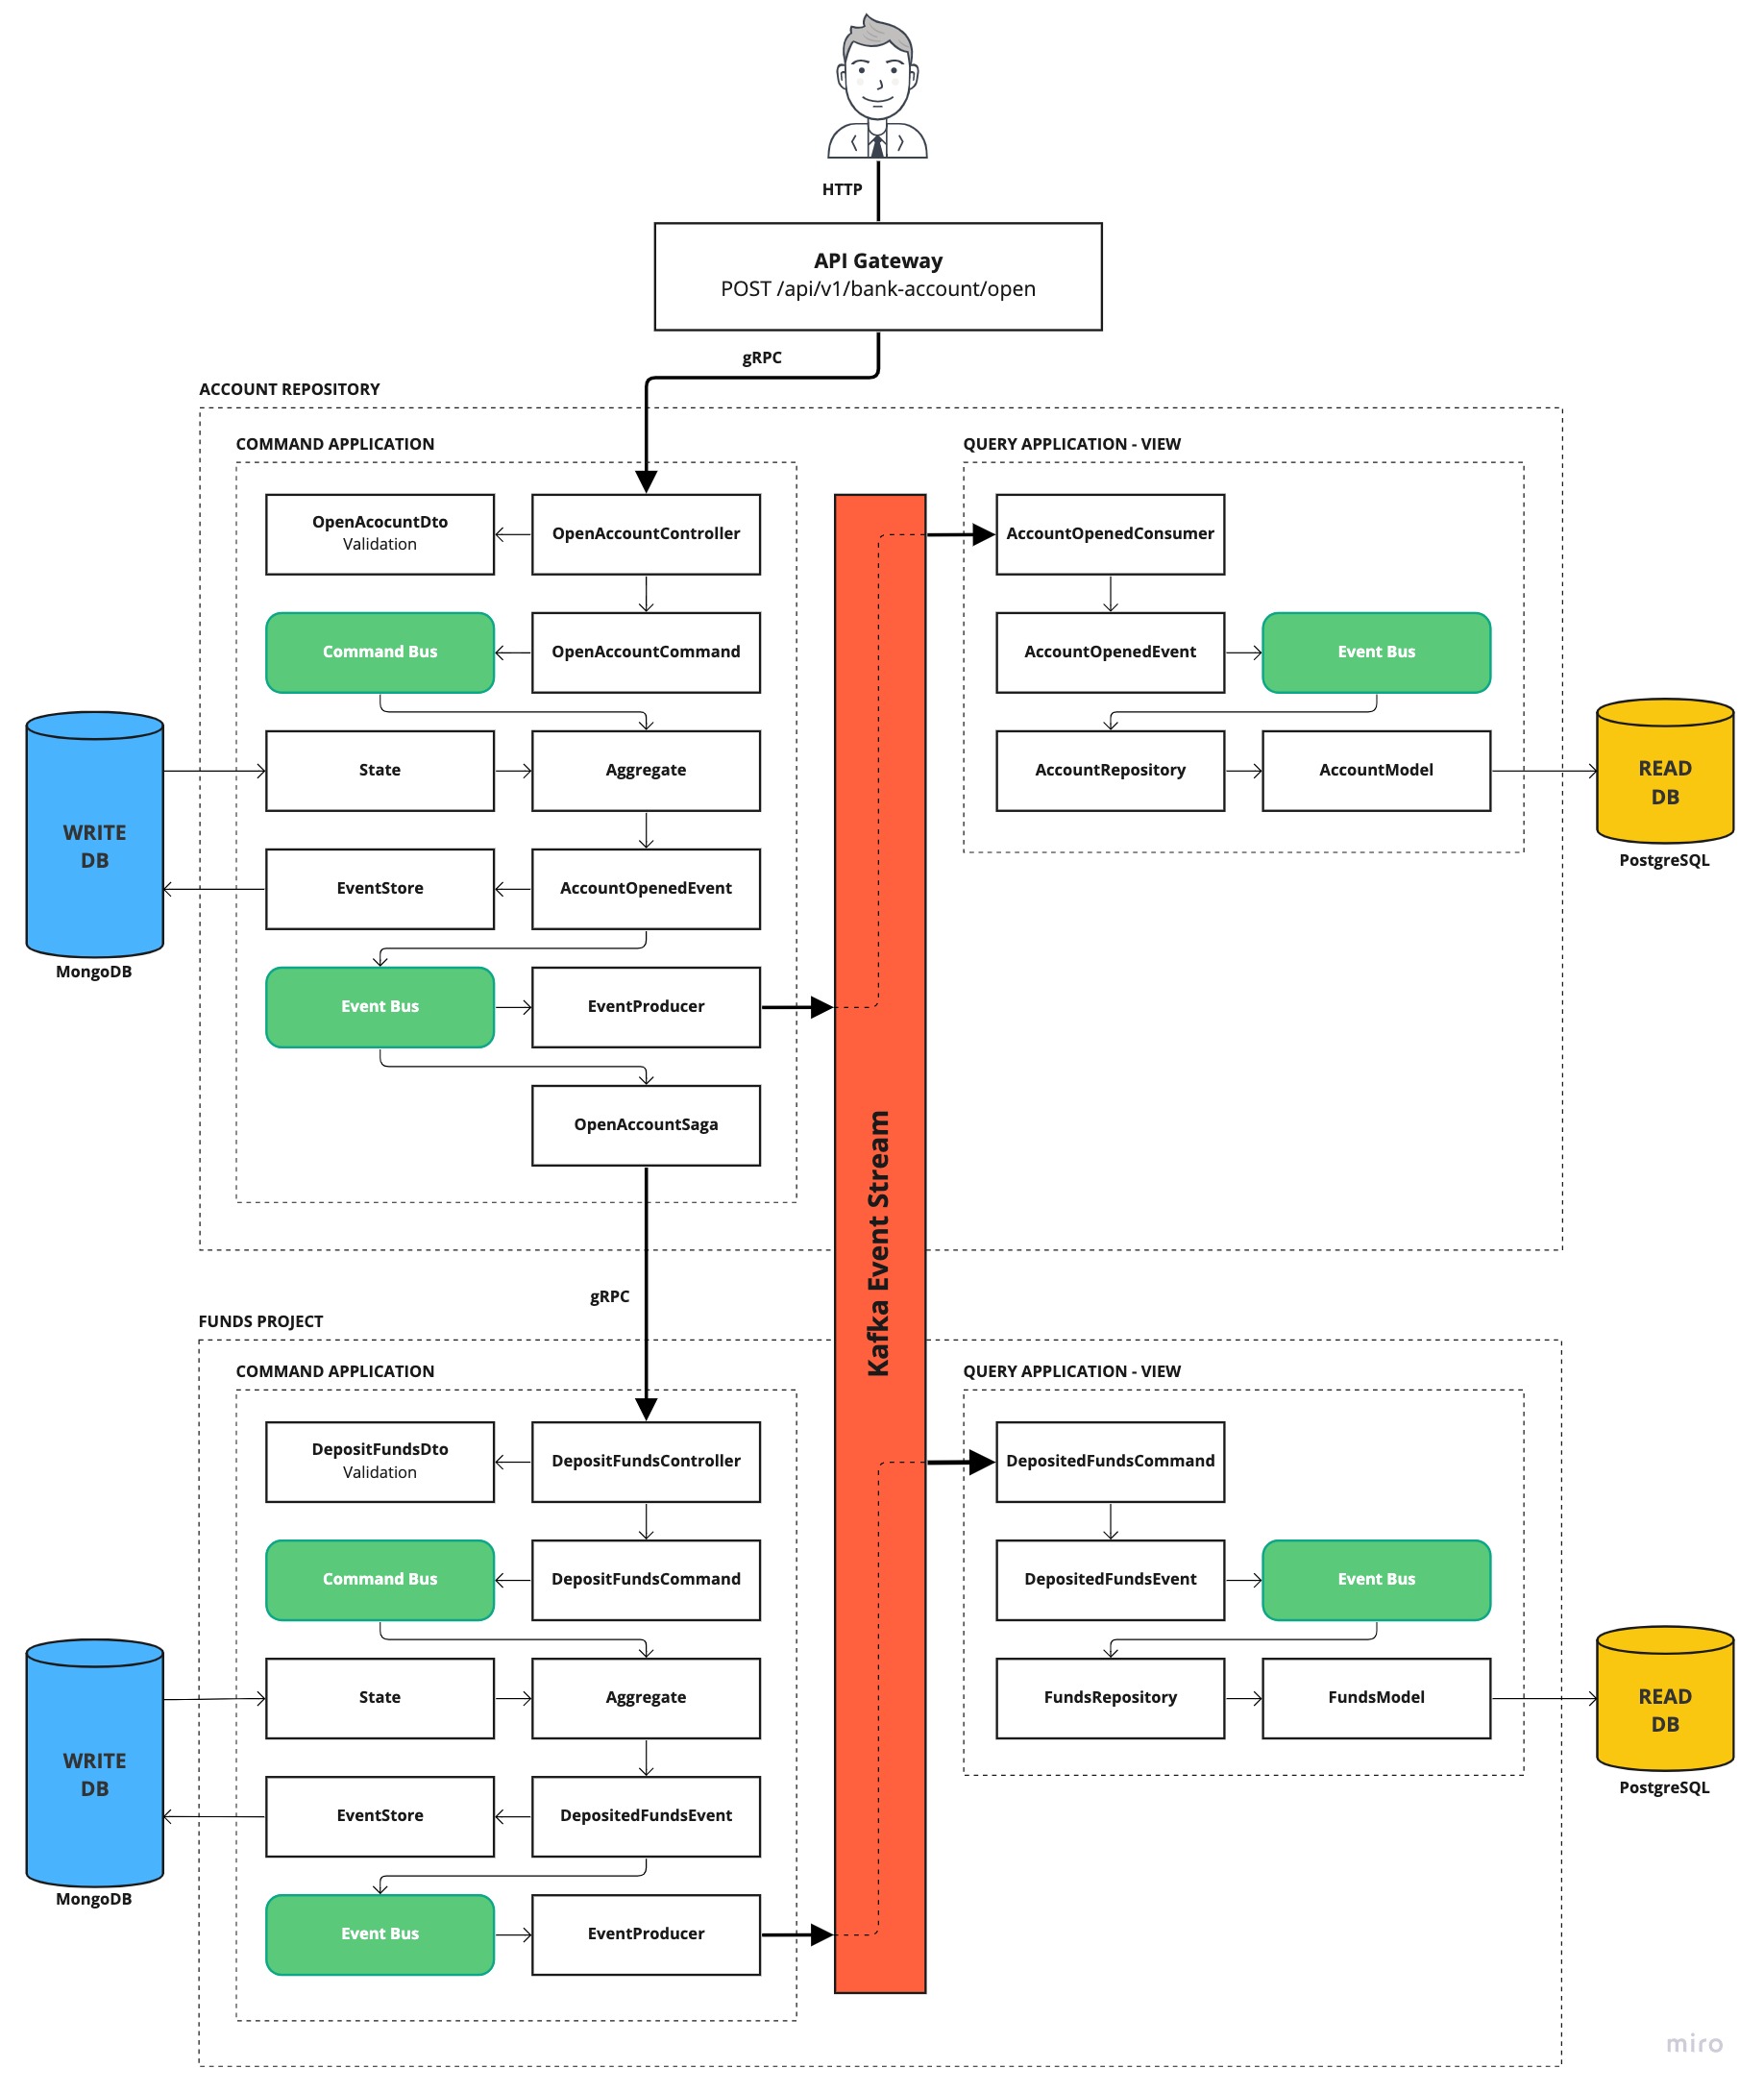 HTTP
API Gateway
POST /api/v1/bank-account/open
gRPC
ACCOUNT REPOSITORY
COMMAND APPLICATION
OpenAcocuntDto
Validation
OpenAccountController
Command Bus
OpenAccountCommand
State
Aggregate
EventStore
AccountOpenedEvent
Event Bus
EventProducer
OpenAccountSaga
WRITE
DB
MongoDB
Kafka Event Stream
QUERY APPLICATION - VIEW
AccountOpenedConsumer
AccountOpenedEvent
Event Bus
AccountRepository
AccountModel
READ
DB
PostgreSQL
gRPC
FUNDS PROJECT
COMMAND APPLICATION
DepositFundsDto
Validation
DepositFundsController
Command Bus
DepositFundsCommand
State
Aggregate
EventStore
DepositedFundsEvent
Event Bus
EventProducer
WRITE
DB
MongoDB
QUERY APPLICATION - VIEW
DepositedFundsCommand
DepositedFundsEvent
Event Bus
FundsRepository
FundsModel
READ
DB
PostgreSQL
miro